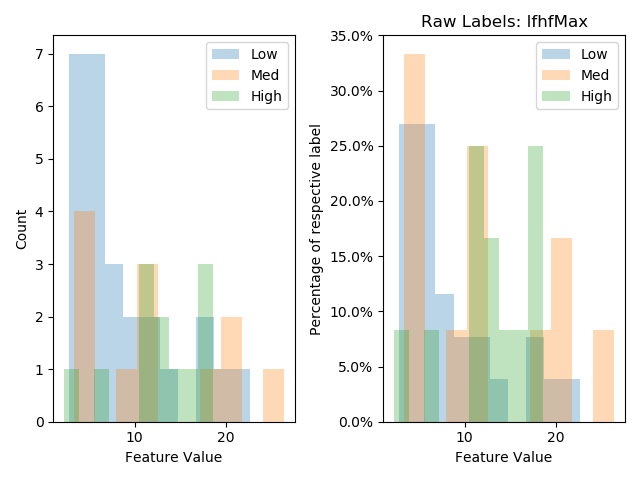 Raw Labels: lfhfMax
Count
7
6
5
4
3
2
1
0
10
20
Feature Value
Low
Med
High
Percentage of respective label
35.0%
30.0%
25.0%
20.0%
15.0%
10.0%
5.0%
0.0%
10
20
Feature Value
Low
Med
High